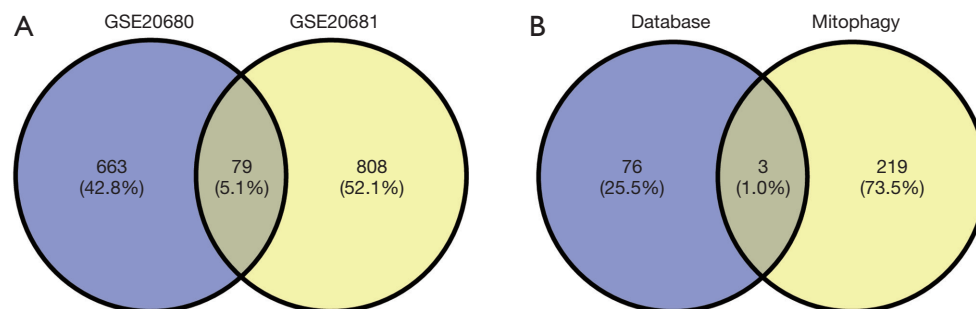 A
GSE20680
GSE20681
663
(42.8%)
79
(5.1%)
808
(52.1%)
B
Database
Mitophagy
76
(25.5%)
3
(1.0%)
219
(73.5%)